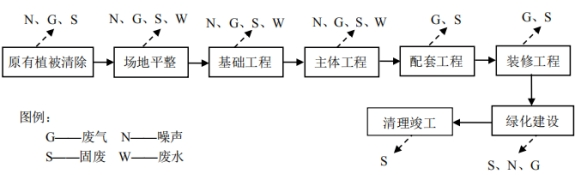 N、G、S
N、G、S、W
N、G、S、W
N、G、S、W
G、S
G、S
原有植被清除
场地平整
基础工程
主体工程
配套工程
装修工程
图例：
清理竣工
绿化建设
G——废气 N——噪声
S——固废 W——废水
S
S、N、G